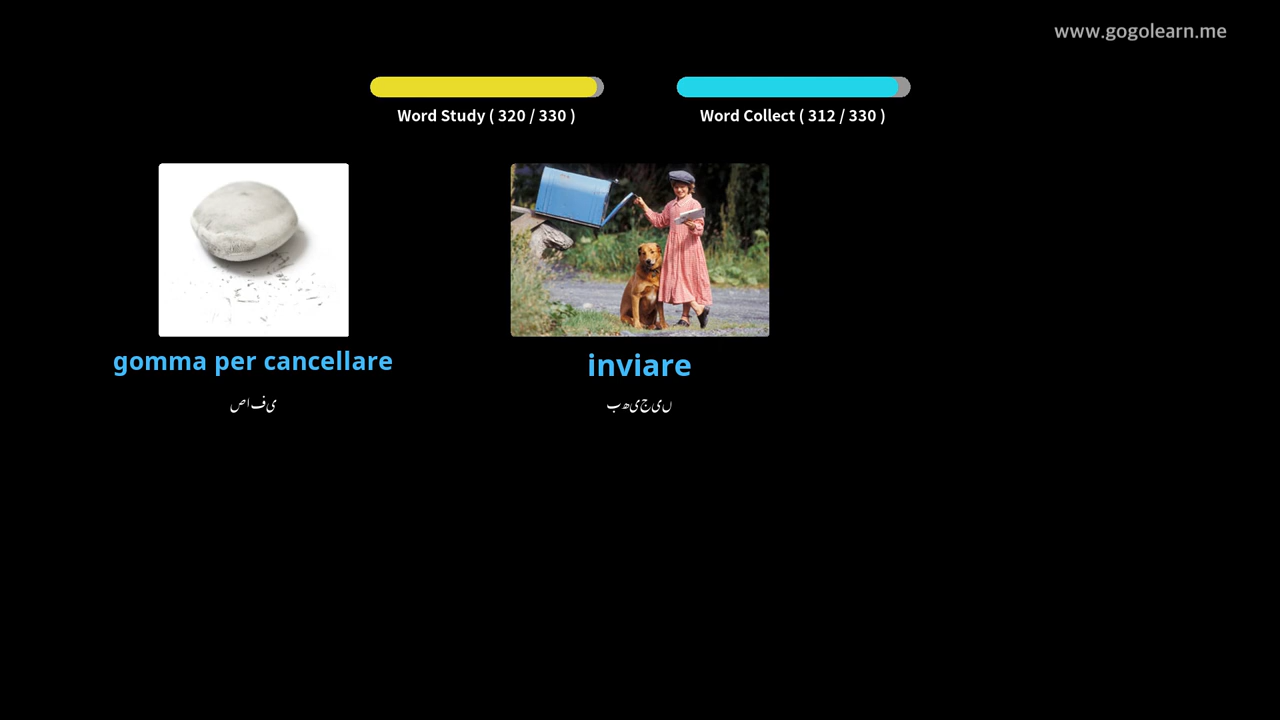 www.gogolearn.me
Word Study ( 320 / 330 )
Word Collect ( 312 / 330 )
gomma per cancellare
صافی
inviare
بھیجیں